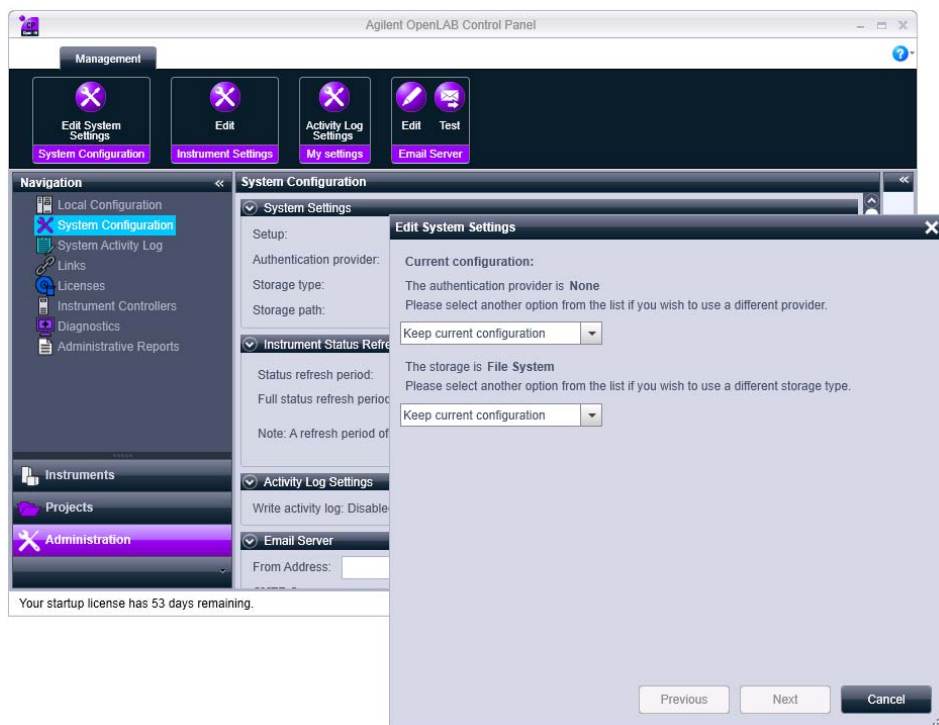 Agilent OpenLAB Control Panel
Management
Edit System
Settings
System Configuration
Edit
Instrument Settings
Activity Log
Settings
My settings
Edit Test
Email Server
Navigation
Local Configuration
System Configuration
System Activity Log
Links
Licenses
Instrument Controllers
Diagnostics
Administrative Reports
Instruments
Projects
Administration
System Configuration
System Settings
Setup:
Authentication provider:
Storage type:
Storage path:
Instrument Status Refre
Status refresh period:
Full status refresh period
Note: A refresh period of
Activity Log Settings
Write activity log: Disable
Email Server
From Address:
Edit System Settings
Current configuration:
The authentication provider is None
Please select another option from the list if you wish to use a different provider.
Keep current configuration
The storage is File System
Please select another option from the list if you wish to use a different storage type.
Keep current configuration
Previous Next Cancel
Your startup license has 53 days remaining.